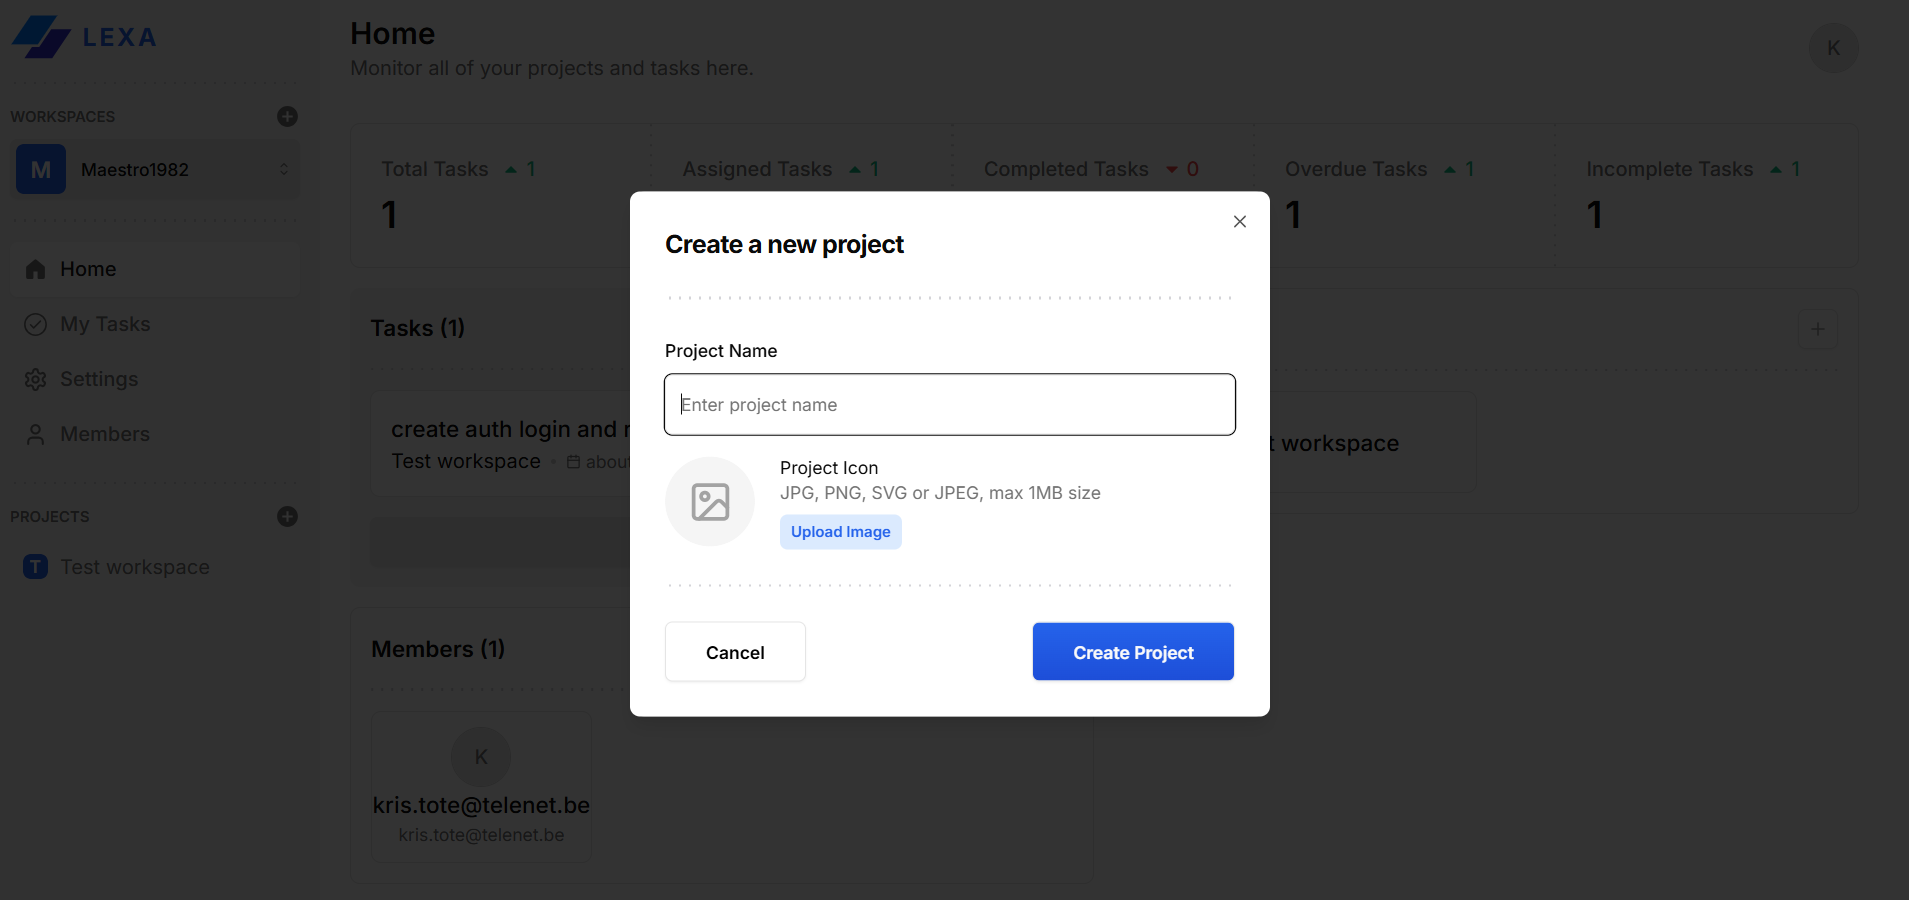 LEXA
WORKSPACES
M
Maestro1982
Home
My Tasks
Settings
Members
PROJECTS
T
Test workspace
Home
Monitor all of your projects and tasks here.
K
Total Tasks 1
1
Assigned Tasks 1
Completed Tasks 0
Overdue Tasks 1
1
Incomplete Tasks 1
1
Tasks (1)
create auth login and
Test workspace
workspace
Members (1)
K
kris.tote@telenet.be
kris.tote@telenet.be
Create a new project
Project Name
Enter project name
Project Icon
JPG, PNG, SVG or JPEG, max 1MB size
Upload Image
Cancel
Create Project